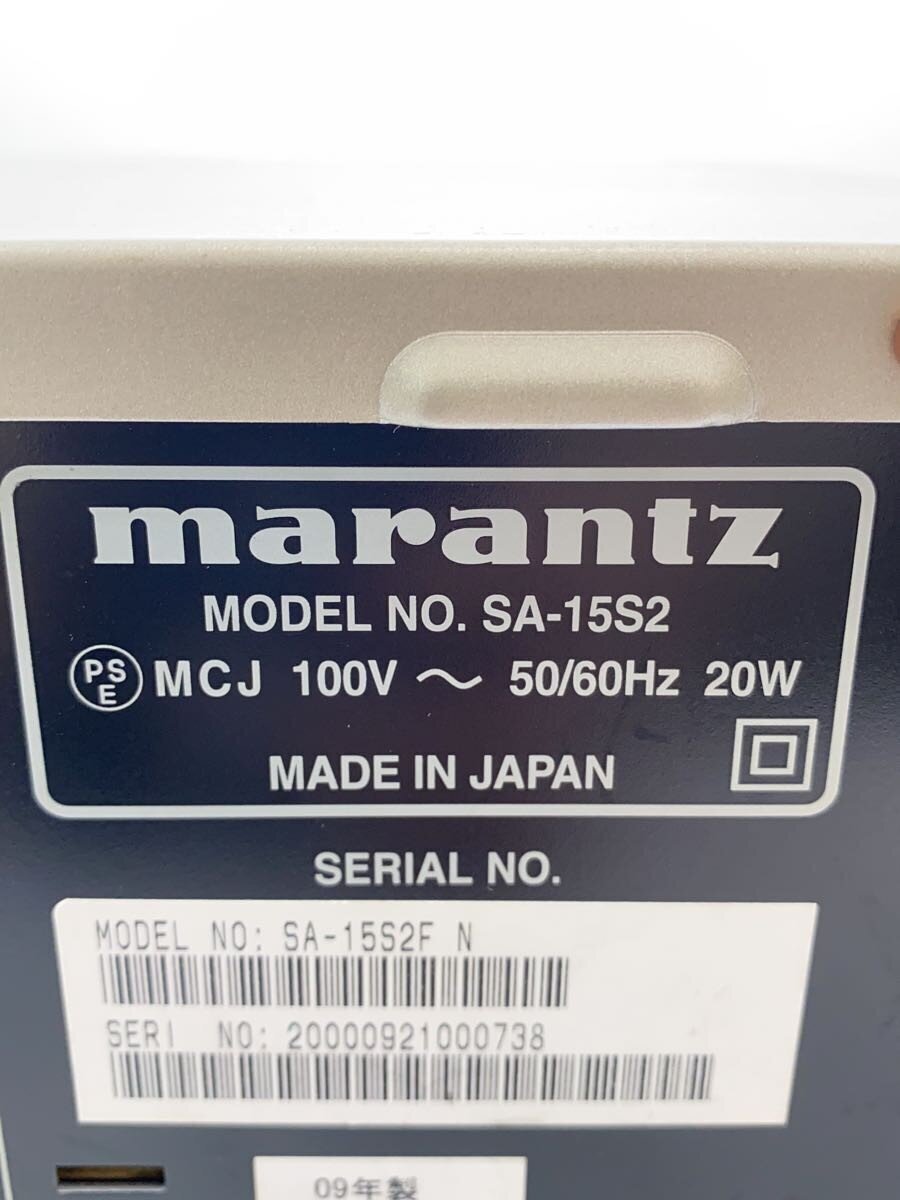 marantz
MODEL NO. SA-15S2
PS E MCJ 100V ～ 50/60Hz 20W
MADE IN JAPAN
SERIAL NO.
MODEL NO: SA-15S2F N
SERI NO: 20000921000738
09年製